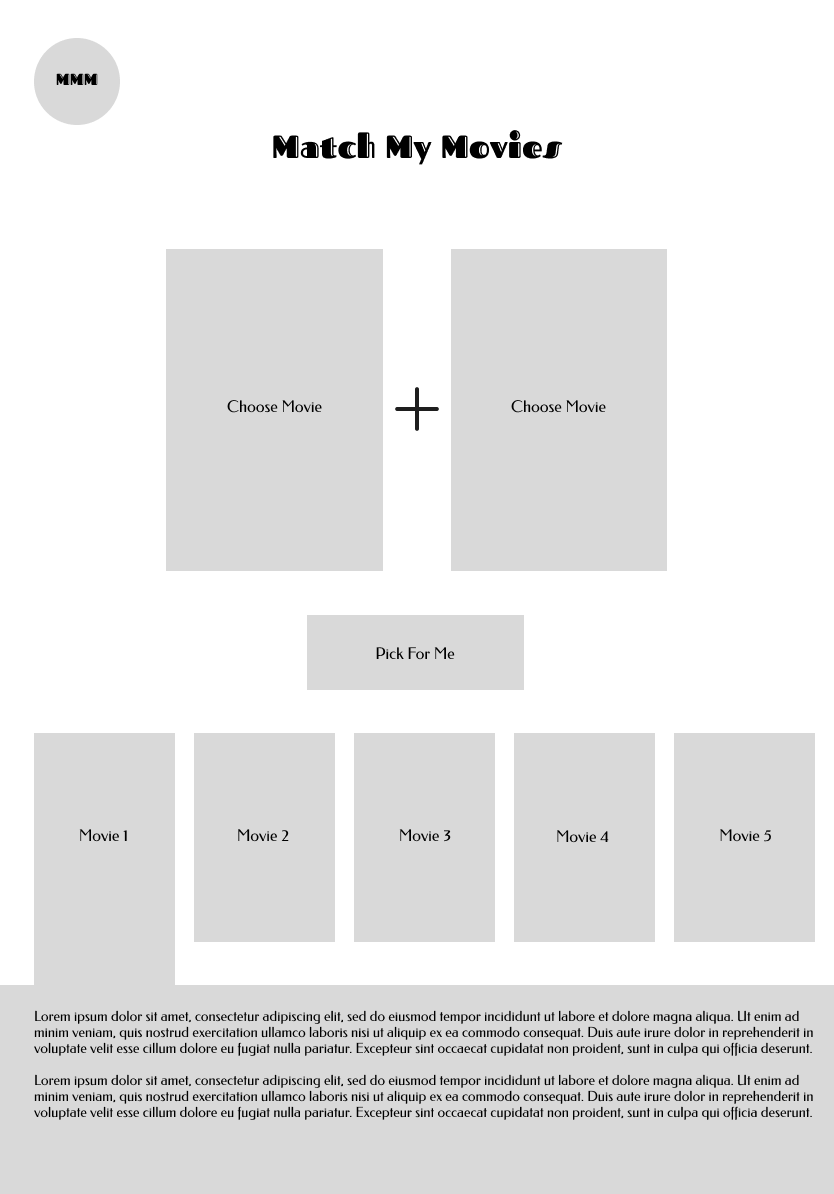 MMM
Match My Movies
Choose Movie
Choose Movie
Pick For Me
Movie 1
Movie 2
Movie 3
Movie 4
Movie 5
Lorem ipsum dolor sit amet, consectetur adipiscing elit, sed do eiusmod tempor incididunt ut labore et dolore magna aliqua. Ut enim ad
minim veniam, quis nostrud exercitation ullamco laboris nisi ut aliquip ex ea commodo consequat. Duis aute irure dolor in reprehenderit in
voluptate velit esse cillum dolore eu fugiat nulla pariatur. Excepteur sint occaecat cupidatat non proident, sunt in culpa qui officia deserunt.
Lorem ipsum dolor sit amet, consectetur adipiscing elit, sed do eiusmod tempor incididunt ut labore et dolore magna aliqua. Ut enim ad
minim veniam, quis nostrud exercitation ullamco laboris nisi ut aliquip ex ea commodo consequat. Duis aute irure dolor in reprehenderit in
voluptate velit esse cillum dolore eu fugiat nulla pariatur. Excepteur sint occaecat cupidatat non proident, sunt in culpa qui officia deserunt.